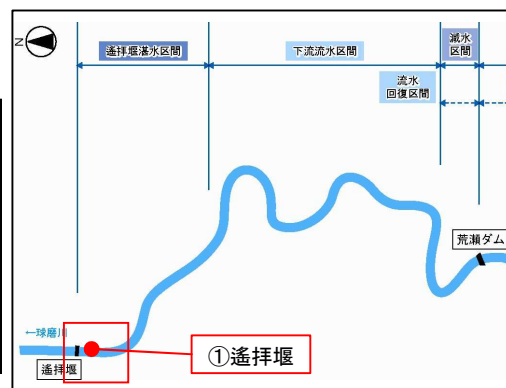 N
遙拝堰湛水区間
下流流水区間
減水
区間
流水
回復区間
荒瀬ダム
←球磨川
遙拝堰
①遙拝堰